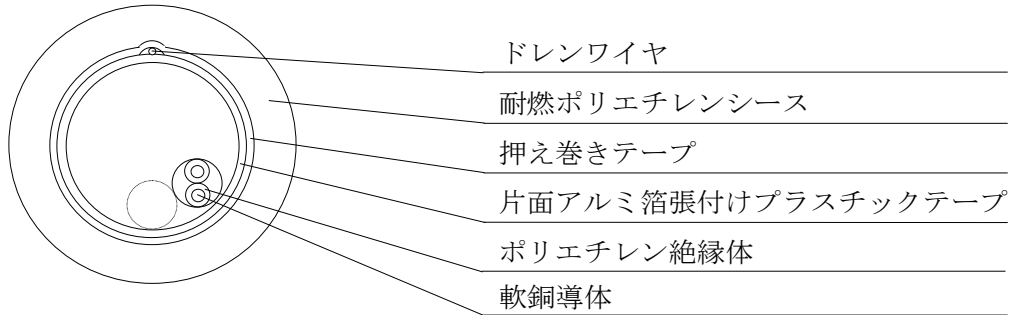 ドレンワイヤ
耐燃ポリエチレンシース
押え巻きテープ
片面アルミ箔張付けプラスチックテープ
ポリエチレン絶縁体
軟銅導体